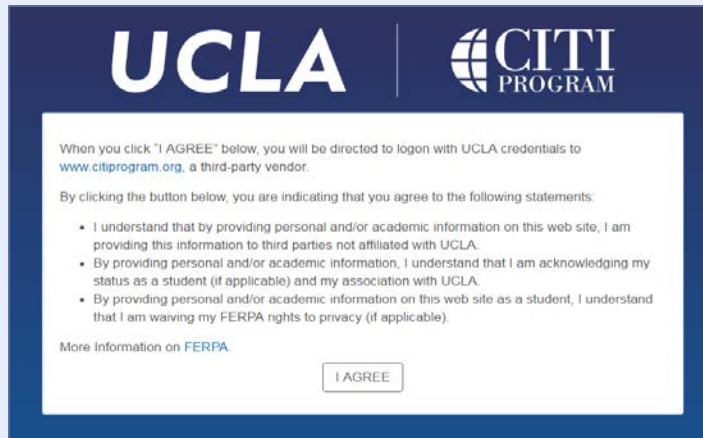 UCLA
CITI
PROGRAM
When you click "I AGREE" below, you will be directed to logon with UCLA credentials to
www.citiprogram.org, a third-party vendor.
By clicking the button below, you are indicating that you agree to the following statements:
• I understand that by providing personal and/or academic information on this web site, I am
providing this information to third parties not affiliated with UCLA.
• By providing personal and/or academic information, I understand that I am acknowledging my
status as a student (if applicable) and my association with UCLA.
• By providing personal and/or academic information on this web site as a student, I understand
that I am waiving my FERPA rights to privacy (if applicable).
More Information on FERPA.
I AGREE